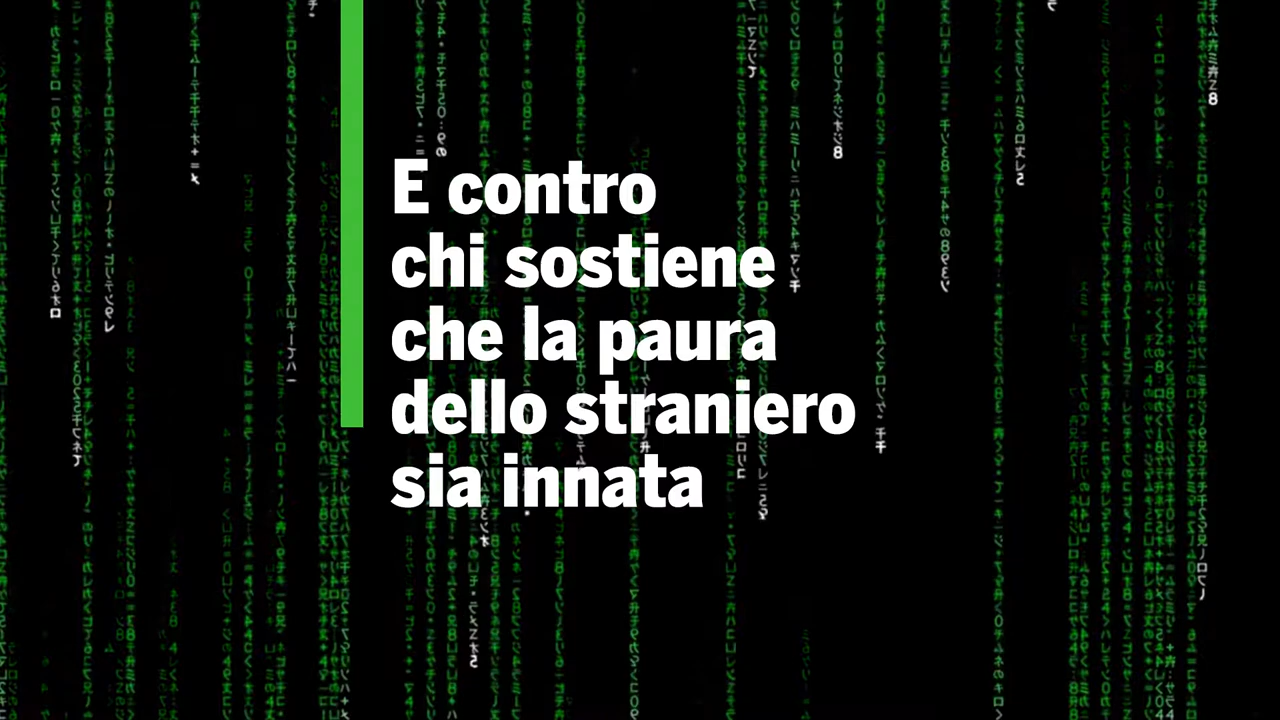 E contro
chi sostiene
che la paura
dello straniero
sia innata